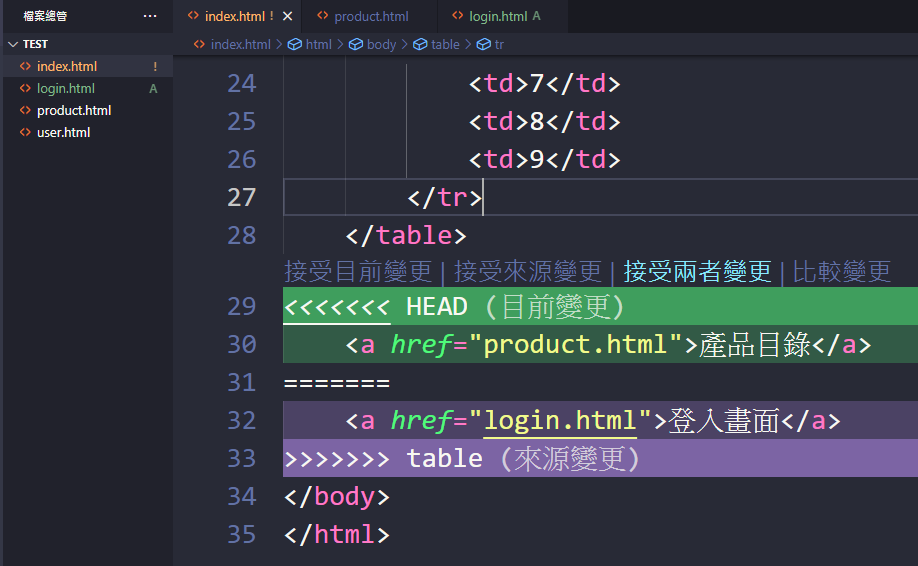 檔案總管 ···
index.html ! ×
product.html
login.html A
TEST
index.html > html > body > table > tr
index.html !
login.html A
product.html
user.html
24 <td>7</td>
25 <td>8</td>
26 <td>9</td>
27 </tr>
28 </table>
接受目前變更 | 接受來源變更 | 接受兩者變更 | 比較變更
29 <<<<<<< HEAD (目前變更)
30 <a href="product.html">產品目錄</a>
31 =======
32 <a href="login.html">登入畫面</a>
33 >>>>>>> table (來源變更)
34 </body>
35 </html>